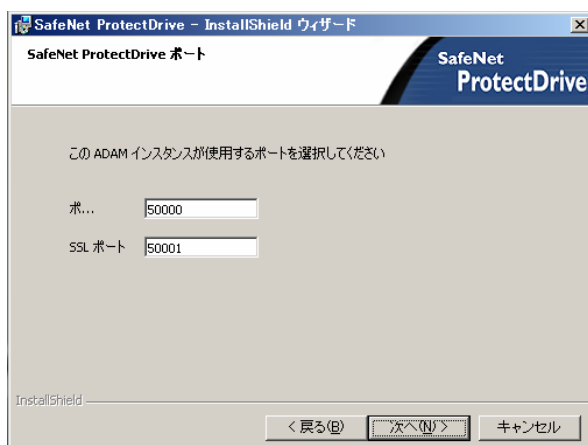 SafeNet ProtectDrive - InstallShield ウィザード
SafeNet ProtectDrive ポート
SafeNet
ProtectDrive
この ADAM インスタンスが使用するポートを選択してください
ポ... 50000
SSL ポート 50001
InstallShield
< 戻る(B) 次へ(N) > キャンセル